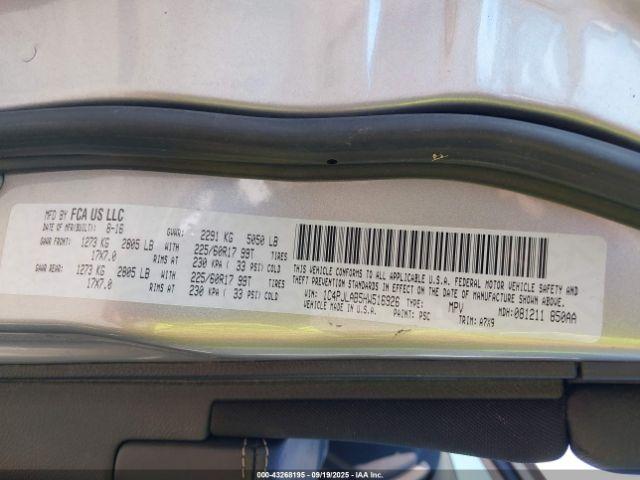 MFD BY FCA US LLC
DATE OF MFR(BUILT): 8-16 GVWR: 2291 KG 5050 LB
GAWR FRONT: 1273 KG 2805 LB WITH 225/60R17 99T TIRES
17X7.0 RIMS AT 230 KPA ( 33 PSI) COLD
GAWR REAR: 1273 KG 2805 LB WITH 225/60R17 99T TIRES
17X7.0 RIMS AT 230 KPA ( 33 PSI) COLD
THIS VEHICLE CONFORMS TO ALL APPLICABLE U.S.A. FEDERAL MOTOR VEHICLE SAFETY AND
THEFT PREVENTION STANDARDS IN EFFECT ON THE DATE OF MANUFACTURE SHOWN ABOVE.
VIN: 1C4PJLAB5HW516926 TYPE: MPV MDH:081211 850AA
VEHICLE MADE IN U.S.A. PAINT: PSC TRIM: A7X9
000-43268195 - 09/19/2025 - IAA Inc.